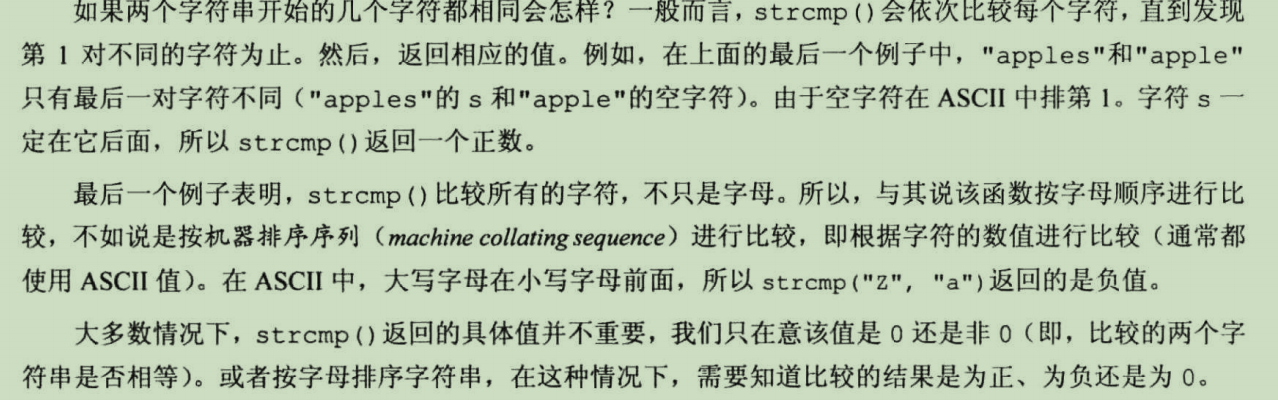 如果两个字符串开始的几个字符都相同会怎样？一般而言，strcmp()会依次比较每个字符，直到发现
第 1 对不同的字符为止。然后，返回相应的值。例如，在上面的最后一个例子中，"apples"和"apple"
只有最后一对字符不同（"apples"的 s 和"apple"的空字符）。由于空字符在 ASCII 中排第 1。字符 s 一
定在它后面，所以 strcmp()返回一个正数。
最后一个例子表明，strcmp()比较所有的字符，不只是字母。所以，与其说该函数按字母顺序进行比
较，不如说是按机器排序序列（machine collating sequence）进行比较，即根据字符的数值进行比较（通常都
使用 ASCII 值）。在 ASCII 中，大写字母在小写字母前面，所以 strcmp("Z", "a")返回的是负值。
大多数情况下，strcmp()返回的具体值并不重要，我们只在意该值是 0 还是非 0（即，比较的两个字
符串是否相等）。或者按字母排序字符串，在这种情况下，需要知道比较的结果是为正、为负还是为 0。